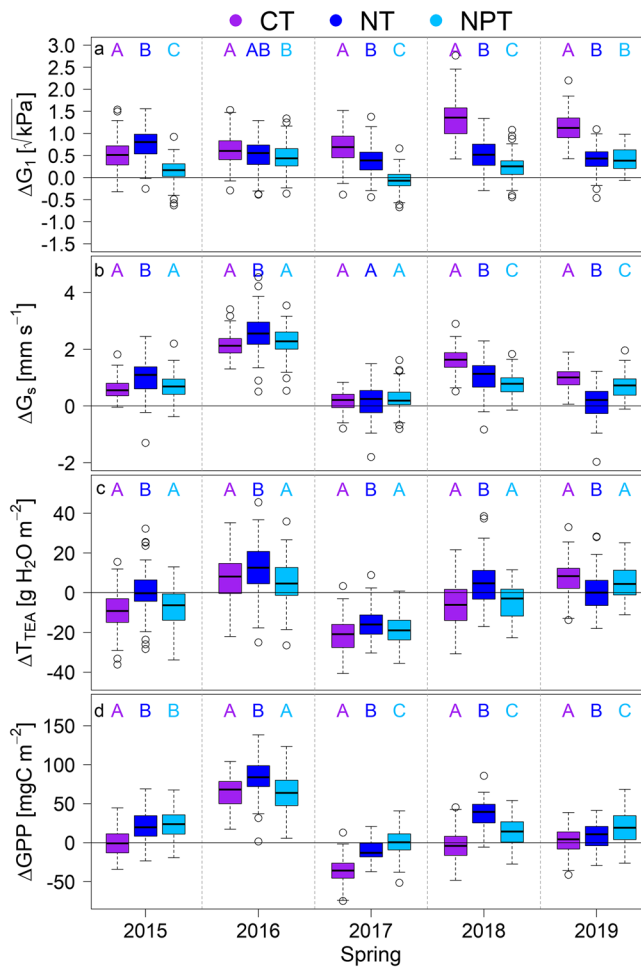 CT NT NPT
a A B C A AB B A B C A B C A B B
ΔG₁ [√kPa]
3.0
2.5
2.0
1.5
1.0
0.5
0.0
-0.5
-1.0
-1.5
b A B A A B A A A A A B C A B C
ΔGₛ [mm s⁻¹]
4
2
0
-2
c A B A A B A A B A A B A A B A
ΔT_TEA [g H₂O m⁻²]
40
20
0
-20
-40
d A B B A B A A B C A B C A B C
ΔGPP [mgC m⁻²]
150
100
50
0
-50
2015 2016 2017 2018 2019
Spring